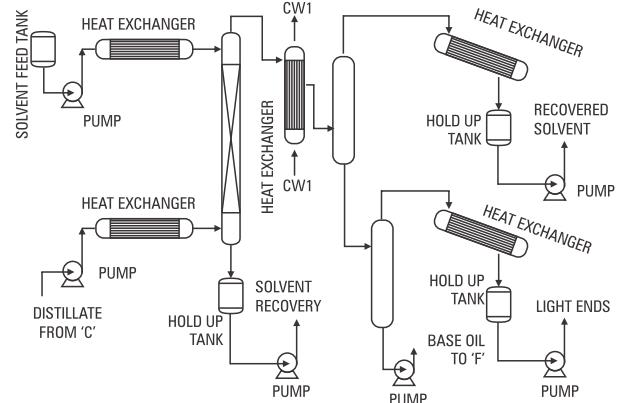 SOLVENT FEED TANK
HEAT EXCHANGER
PUMP
CW1
HEAT EXCHANGER
CW1
HEAT EXCHANGER
HOLD UP
TANK
RECOVERED
SOLVENT
PUMP
HEAT EXCHANGER
PUMP
DISTILLATE
FROM 'C'
HOLD UP
TANK
SOLVENT
RECOVERY
PUMP
HEAT EXCHANGER
HOLD UP
TANK
LIGHT ENDS
BASE OIL
TO 'F'
PUMP
PUMP